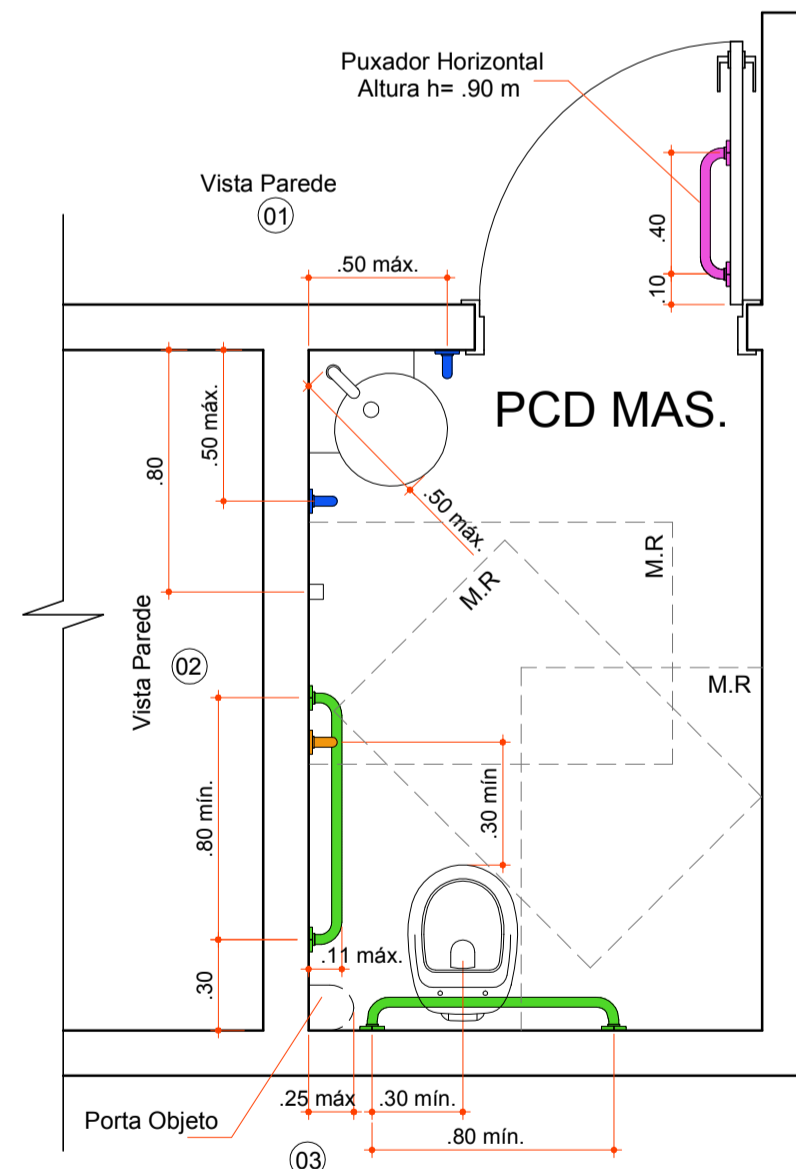 Puxador Horizontal
Altura h= .90 m
Vista Parede
01
.50 máx.
.40
.10
PCD MAS.
.50 máx.
.80
.50 máx.
M.R
M.R
M.R
Vista Parede
02
.80 mín.
.30 mín
.30
.11 máx.
.25 máx
.30 mín.
.80 mín.
Porta Objeto
03